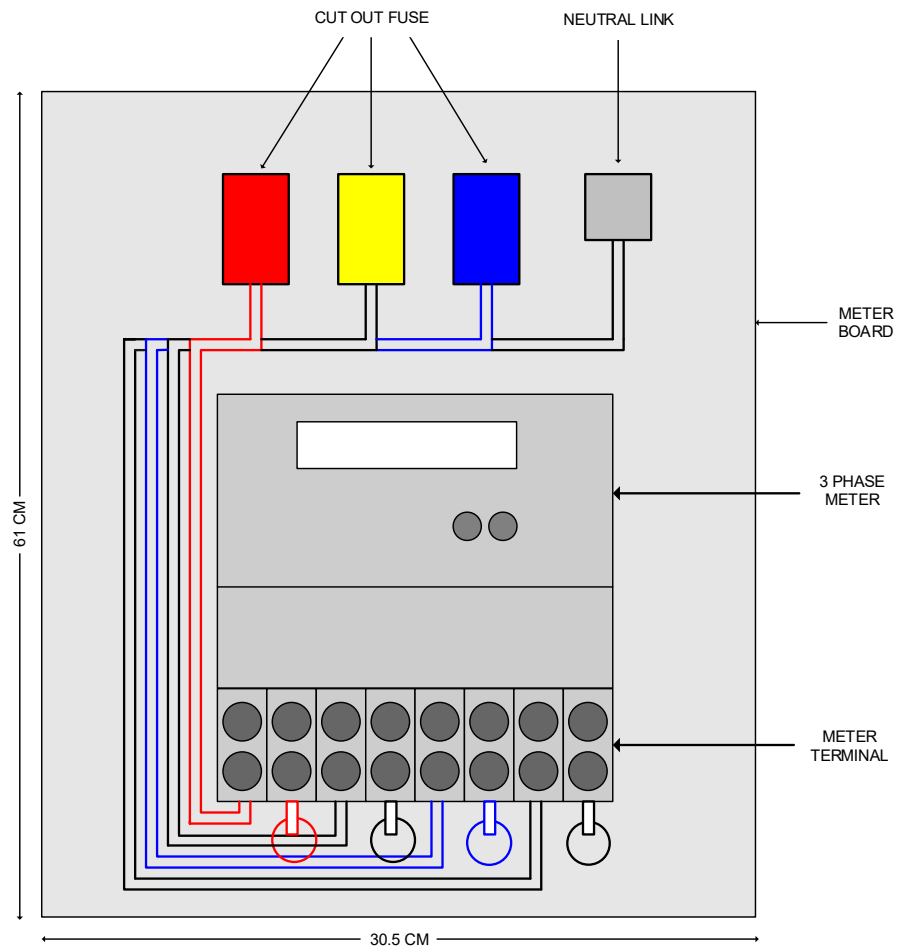 CUT OUT FUSE
NEUTRAL LINK
METER
BOARD
3 PHASE
METER
61 CM
METER
TERMINAL
30.5 CM